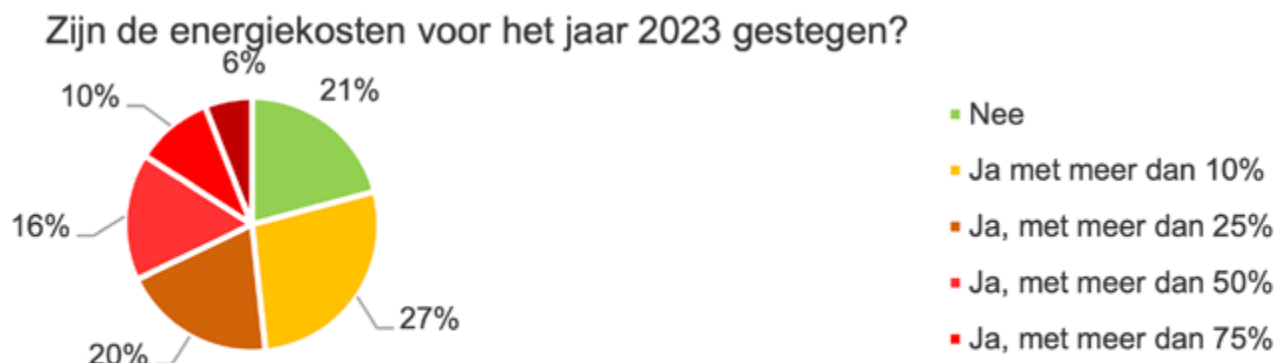 Zijn de energiekosten voor het jaar 2023 gestegen?
6%
21%
10%
16%
27%
20%
Nee
Ja met meer dan 10%
Ja, met meer dan 25%
Ja, met meer dan 50%
Ja, met meer dan 75%